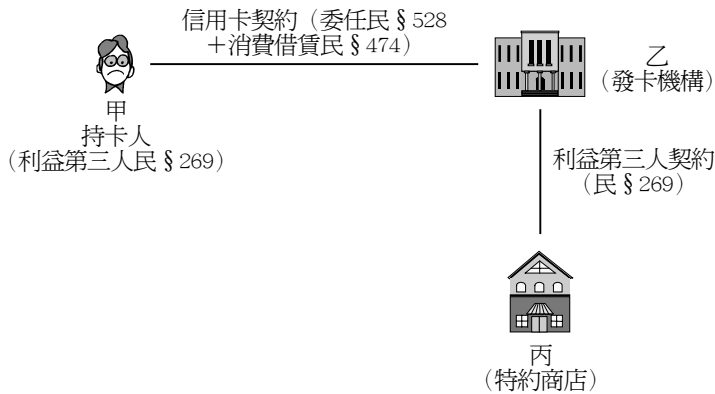 信用卡契約（委任民§528
＋消費借賃民§474）
甲
持卡人
（利益第三人民§269）
乙
（發卡機構）
利益第三人契約
（民§269）
丙
（特約商店）